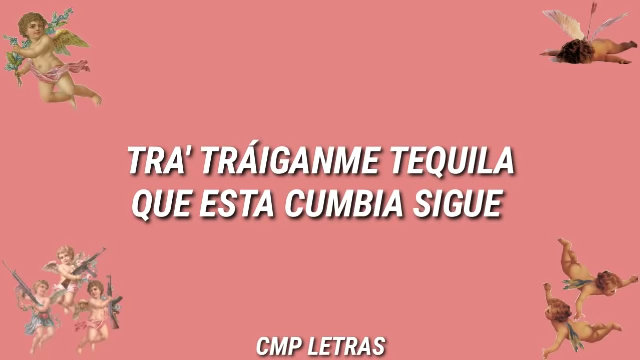 TRA' TRÁIGANME TEQUILA
QUE ESTA CUMBIA SIGUE
CMP LETRAS